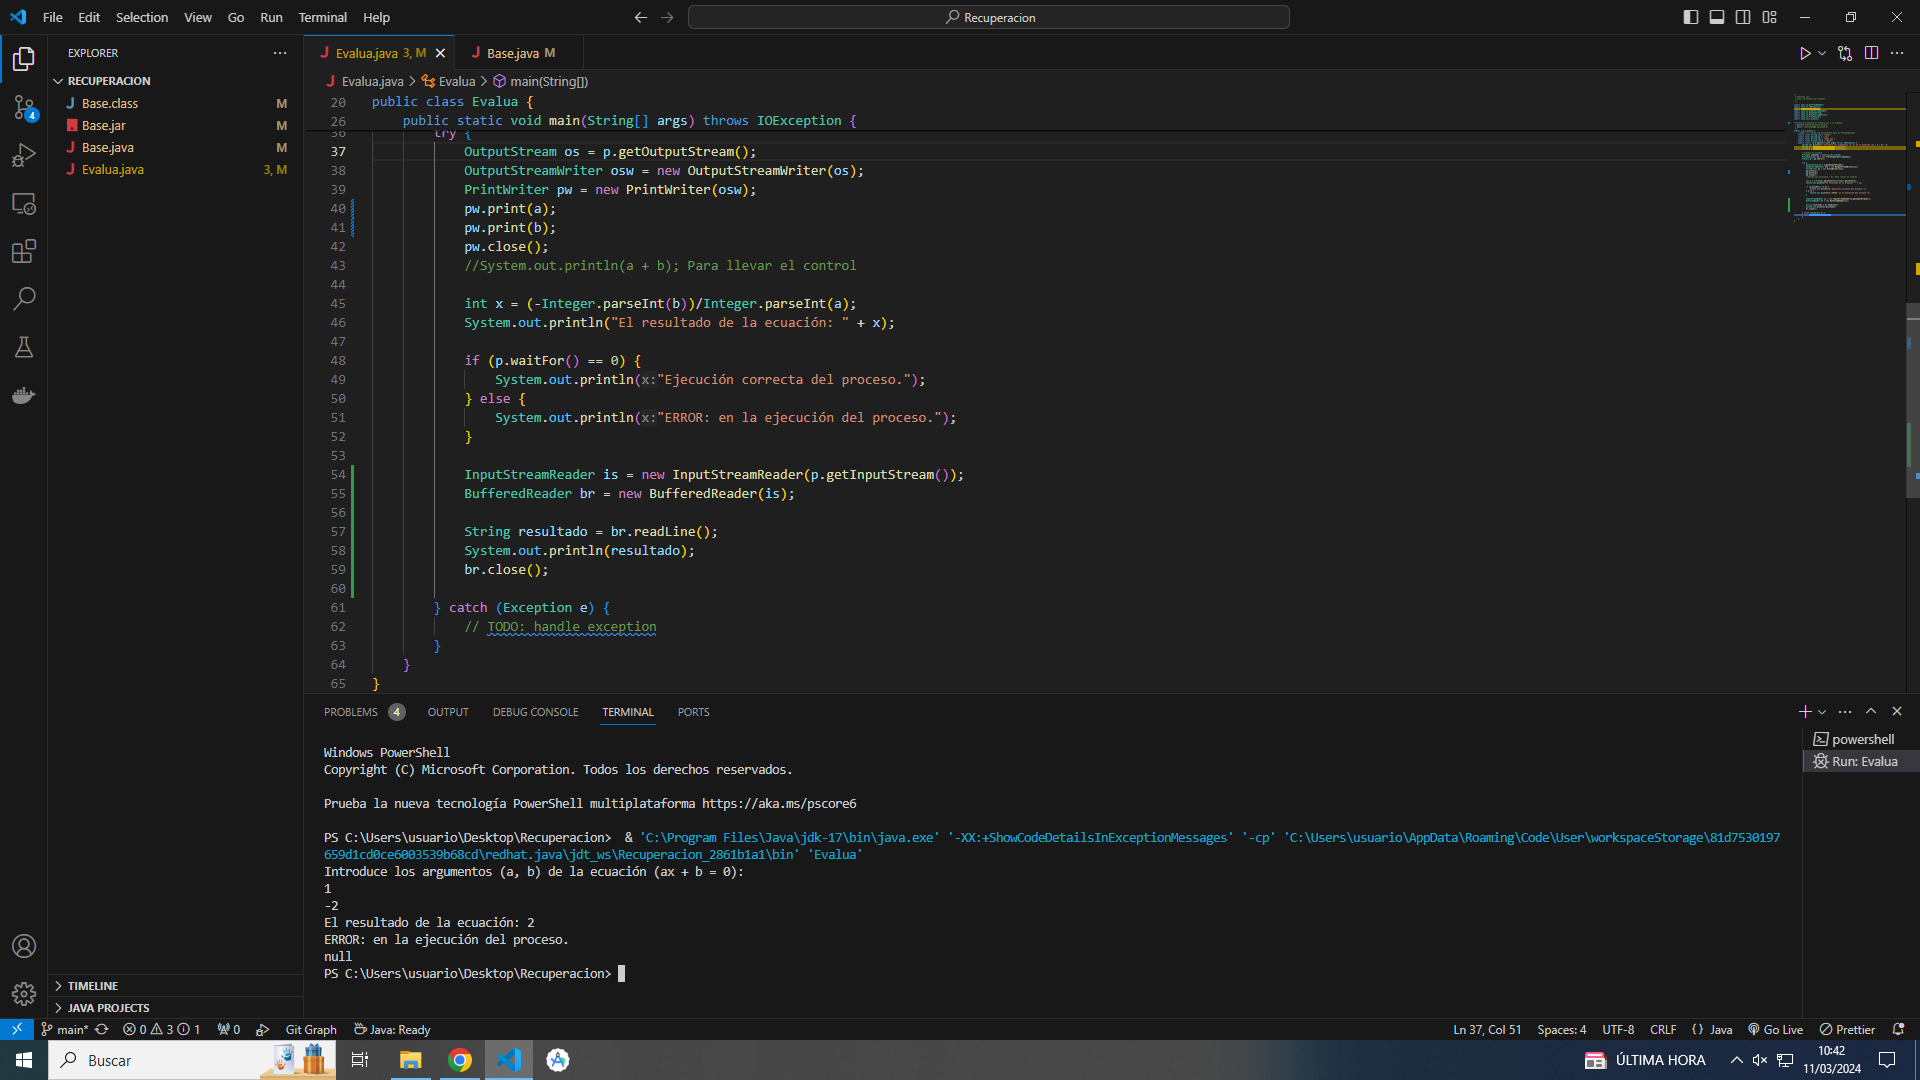 File Edit Selection View Go Run Terminal Help
Recuperacion
EXPLORER
RECUPERACION
Base.class M
Base.jar M
Base.java M
Evalua.java 3, M
TIMELINE
JAVA PROJECTS
4
Evalua.java 3, M
Base.java M
Evalua.java > Evalua > main(String[])
20 public class Evalua {
26 public static void main(String[] args) throws IOException {
36 try {
37 OutputStream os = p.getOutputStream();
38 OutputStreamWriter osw = new OutputStreamWriter(os);
39 PrintWriter pw = new PrintWriter(osw);
40 pw.print(a);
41 pw.print(b);
42 pw.close();
43 //System.out.println(a + b); Para llevar el control
44
45 int x = (-Integer.parseInt(b))/Integer.parseInt(a);
46 System.out.println("El resultado de la ecuación: " + x);
47
48 if (p.waitFor() == 0) {
49 System.out.println(x:"Ejecución correcta del proceso.");
50 } else {
51 System.out.println(x:"ERROR: en la ejecución del proceso.");
52 }
53
54 InputStreamReader is = new InputStreamReader(p.getInputStream());
55 BufferedReader br = new BufferedReader(is);
56
57 String resultado = br.readLine();
58 System.out.println(resultado);
59 br.close();
60
61 } catch (Exception e) {
62 // TODO: handle exception
63 }
64 }
65 }
PROBLEMS 4 OUTPUT DEBUG CONSOLE TERMINAL PORTS
powershell
Run: Evalua
Windows PowerShell
Copyright (C) Microsoft Corporation. Todos los derechos reservados.
Prueba la nueva tecnología PowerShell multiplataforma https://aka.ms/pscore6
PS C:\Users\usuario\Desktop\Recuperacion> & 'C:\Program Files\Java\jdk-17\bin\java.exe' '-XX:+ShowCodeDetailsInExceptionMessages' '-cp' 'C:\Users\usuario\AppData\Roaming\Code\User\workspaceStorage\81d7530197
659d1cd0ce6003539b68cd\redhat.java\jdt_ws\Recuperacion_2861b1a1\bin' 'Evalua'
Introduce los argumentos (a, b) de la ecuación (ax + b = 0):
1
-2
El resultado de la ecuación: 2
ERROR: en la ejecución del proceso.
null
PS C:\Users\usuario\Desktop\Recuperacion>
main* 0 3 1 0 Git Graph Java: Ready
Ln 37, Col 51 Spaces: 4 UTF-8 CRLF {} Java Go Live Prettier
Buscar
ÚLTIMA HORA
10:42
11/03/2024